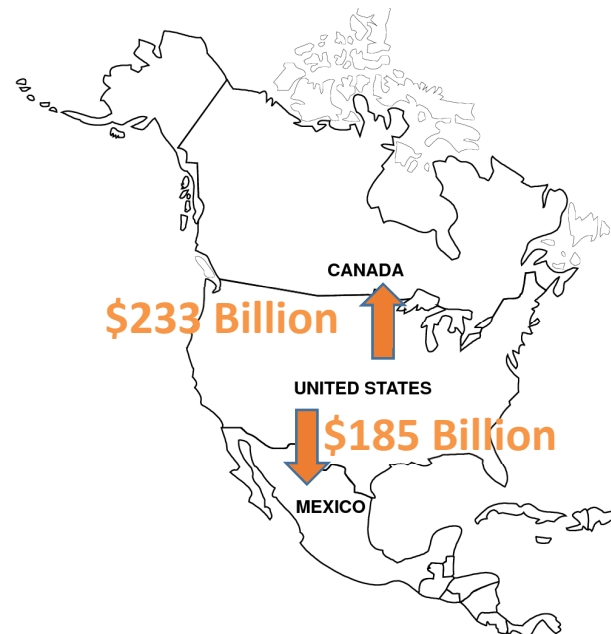 CANADA
$233 Billion
UNITED STATES
$185 Billion
MEXICO